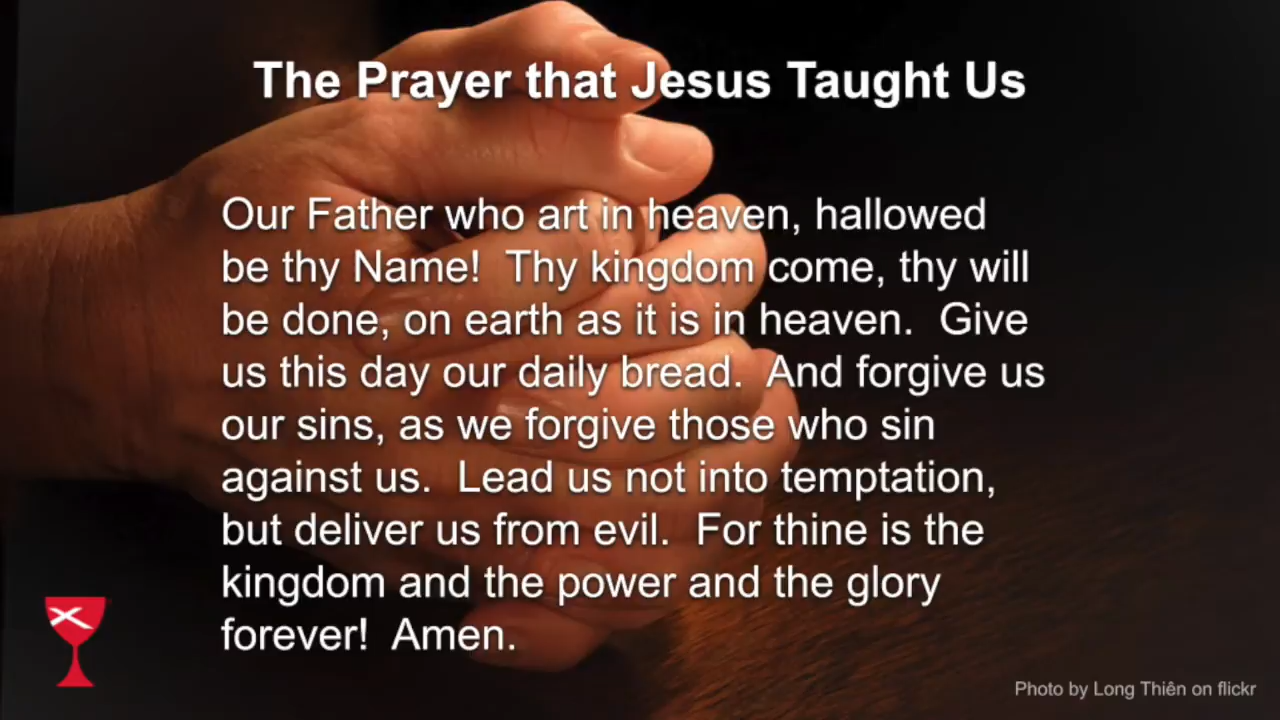 The Prayer that Jesus Taught Us
Our Father who art in heaven, hallowed
be thy Name!  Thy kingdom come, thy will
be done, on earth as it is in heaven.  Give
us this day our daily bread.  And forgive us
our sins, as we forgive those who sin
against us.  Lead us not into temptation,
but deliver us from evil.  For thine is the
kingdom and the power and the glory
forever!  Amen.
Photo by Long Thiên on flickr